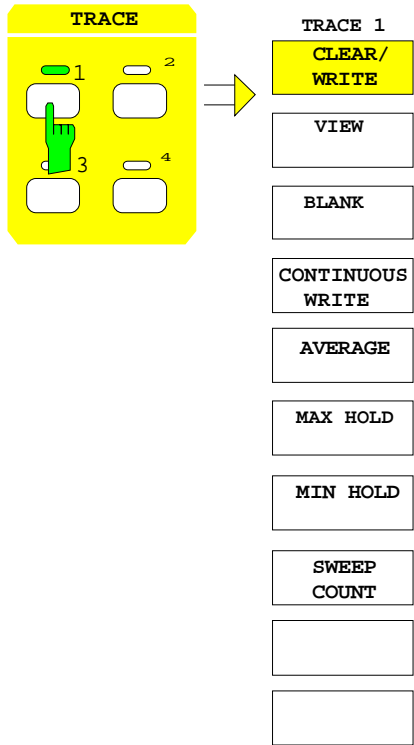 TRACE
1
2
3
4
TRACE 1
CLEAR/
WRITE
VIEW
BLANK
CONTINUOUS
WRITE
AVERAGE
MAX HOLD
MIN HOLD
SWEEP
COUNT